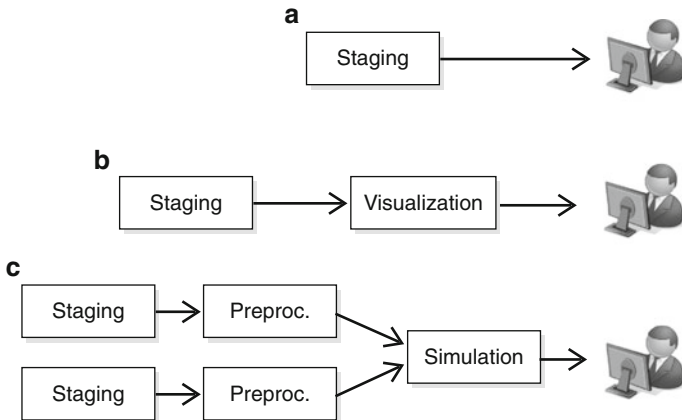 a
Staging
b
Staging Visualization
c
Staging Preproc.
Simulation
Staging Preproc.